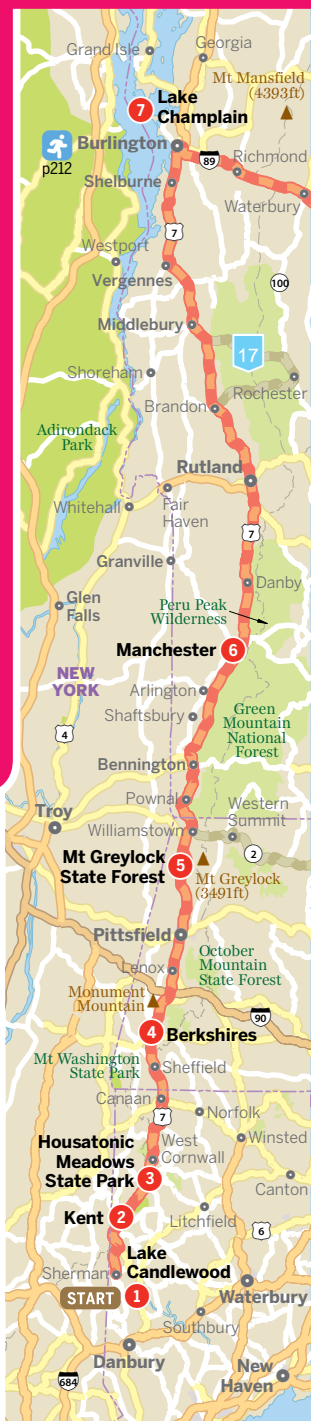 Grand Isle
Georgia
Mt Mansfield
(4393ft)
7
Lake
Champlain
p212
Burlington
89
Richmond
Shelburne
Waterbury
7
Westport
Vergennes
100
Middlebury
17
Shoreham
Rochester
Brandon
Adirondack
Park
Rutland
Whitehall
Fair
Haven
7
Granville
Danby
Glen
Falls
Peru Peak
Wilderness
Manchester
6
NEW
YORK
Arlington
Green
Mountain
National
Forest
Shaftsbury
4
Bennington
Pownal
Western
Summit
Troy
Williamstown
2
Mt Greylock
State Forest
5
Mt Greylock
(3491ft)
Pittsfield
October
Mountain
State Forest
Lenox
Monument
Mountain
90
4
Berkshires
Mt Washington
State Park
Sheffield
Canaan
7
Norfolk
Housatonic
Meadows
State Park
West
Cornwall
Winsted
3
Canton
Kent
2
Litchfield
6
Lake
Candlewood
Sherman
START
1
Waterbury
Southbury
Danbury
684
New
Haven